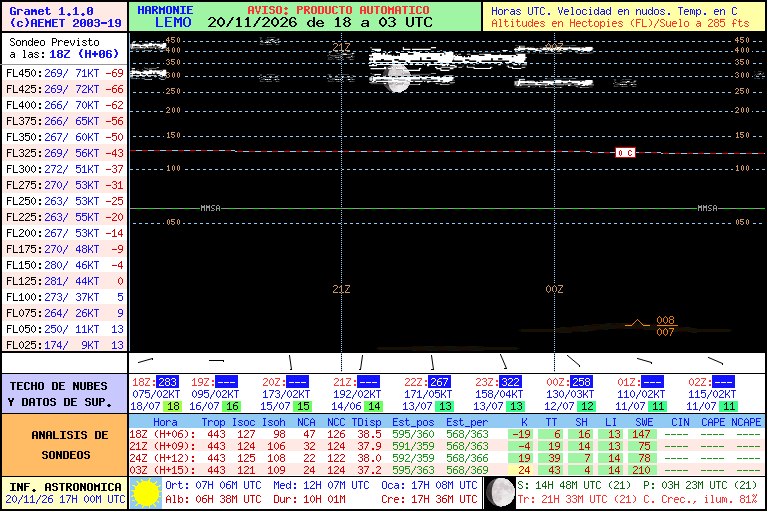 Gramet 1.1.0
(c)AEMET 2003-19
HARMONIE
LEMO
AVISO: PRODUCTO AUTOMATICO
20/11/2026 de 18 a 03 UTC
Horas UTC. Velocidad en nudos. Temp. en C
Altitudes en Hectopies (FL)/Suelo a 285 fts
Sondeo Previsto
a las: 18Z (H+06)
FL450:269/ 71KT -69
FL425:269/ 72KT -66
FL400:266/ 70KT -62
FL375:266/ 65KT -56
FL350:267/ 60KT -50
FL325:269/ 56KT -43
FL300:272/ 51KT -37
FL275:270/ 53KT -31
FL250:263/ 53KT -25
FL225:263/ 55KT -20
FL200:267/ 53KT -14
FL175:270/ 48KT -9
FL150:280/ 46KT -4
FL125:281/ 44KT 0
FL100:273/ 37KT 5
FL075:264/ 26KT 9
FL050:250/ 11KT 13
FL025:174/ 9KT 13
21Z 00Z
450 450
400 400
350 350
300 300
250 250
200 200
150 150
0 C
100 100
MMSA MMSA
050 050
21Z 00Z
008
007
TECHO DE NUBES
Y DATOS DE SUP.
18Z:283 19Z:--- 20Z:--- 21Z:--- 22Z:267 23Z:322 00Z:258 01Z:--- 02Z:---
075/02KT 095/02KT 173/02KT 192/02KT 171/02KT 158/04KT 130/03KT 110/02KT 115/02KT
18/07 18 16/07 16 15/07 15 14/06 14 13/07 13 13/07 13 12/07 12 11/07 11 11/07 11
ANALISIS DE
SONDEOS
Hora Trop Isoc Isoh NCA NCC TDisp Est_pos Est_per K TT SH LI SWE CIN CAPE NCAPE
18Z (H+06): 443 127 98 47 126 38.5 595/360 568/363 -19 6 16 13 147 ---- ---- ----
21Z (H+09): 443 124 106 32 124 37.9 591/359 568/363 -4 19 14 13 75 ---- ---- ----
24Z (H+12): 443 125 108 22 122 38.0 591/360 568/363 19 39 7 14 78 ---- ---- ----
03Z (H+15): 443 121 109 24 124 37.2 595/359 568/369 24 43 4 14 210 ---- ---- ----
INF. ASTRONOMICA
20/11/26 17H 00M UTC
Ort: 07H 06M UTC Med: 12H 07M UTC Oca: 17H 08M UTC
Alb: 06H 38M UTC Dur: 10H 01M Cre: 17H 36M UTC
S: 14H 48M UTC (21) P: 03H 23M UTC (21)
Tr: 21H 33M UTC (21) C. Crec., ilum. 81%